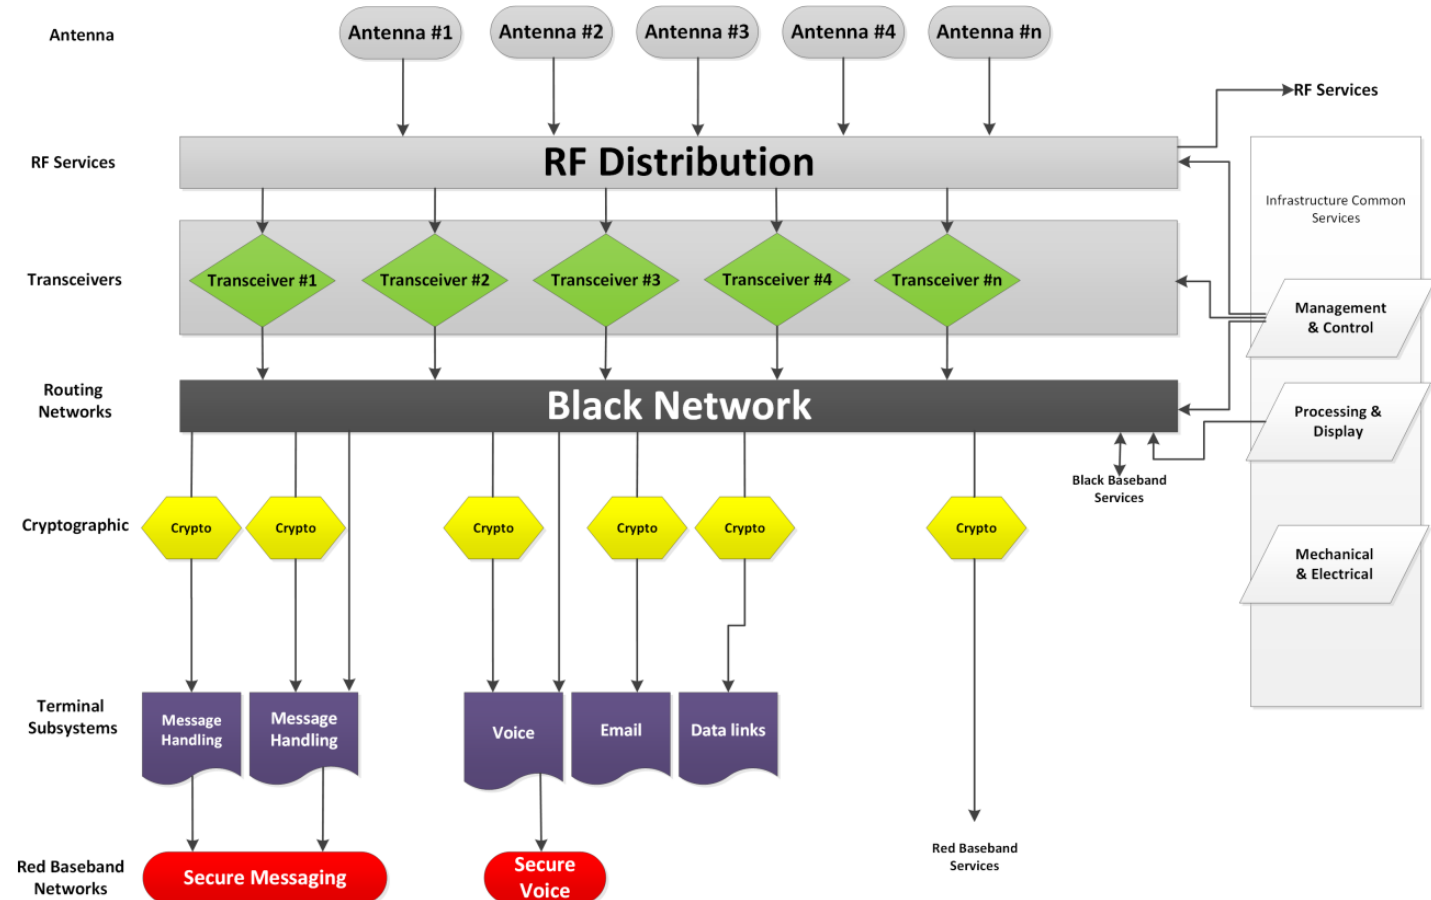 Antenna
Antenna #1
Antenna #2
Antenna #3
Antenna #4
Antenna #n
RF Services
RF Services
RF Distribution
Infrastructure Common
Services
Transceivers
Transceiver #1
Transceiver #2
Transceiver #3
Transceiver #4
Transceiver #n
Management
& Control
Routing
Networks
Black Network
Processing &
Display
Black Baseband
Services
Cryptographic
Crypto
Crypto
Crypto
Crypto
Crypto
Crypto
Mechanical
& Electrical
Terminal
Subsystems
Message
Handling
Message
Handling
Voice
Email
Data links
Red Baseband
Networks
Secure Messaging
Secure
Voice
Red Baseband
Services